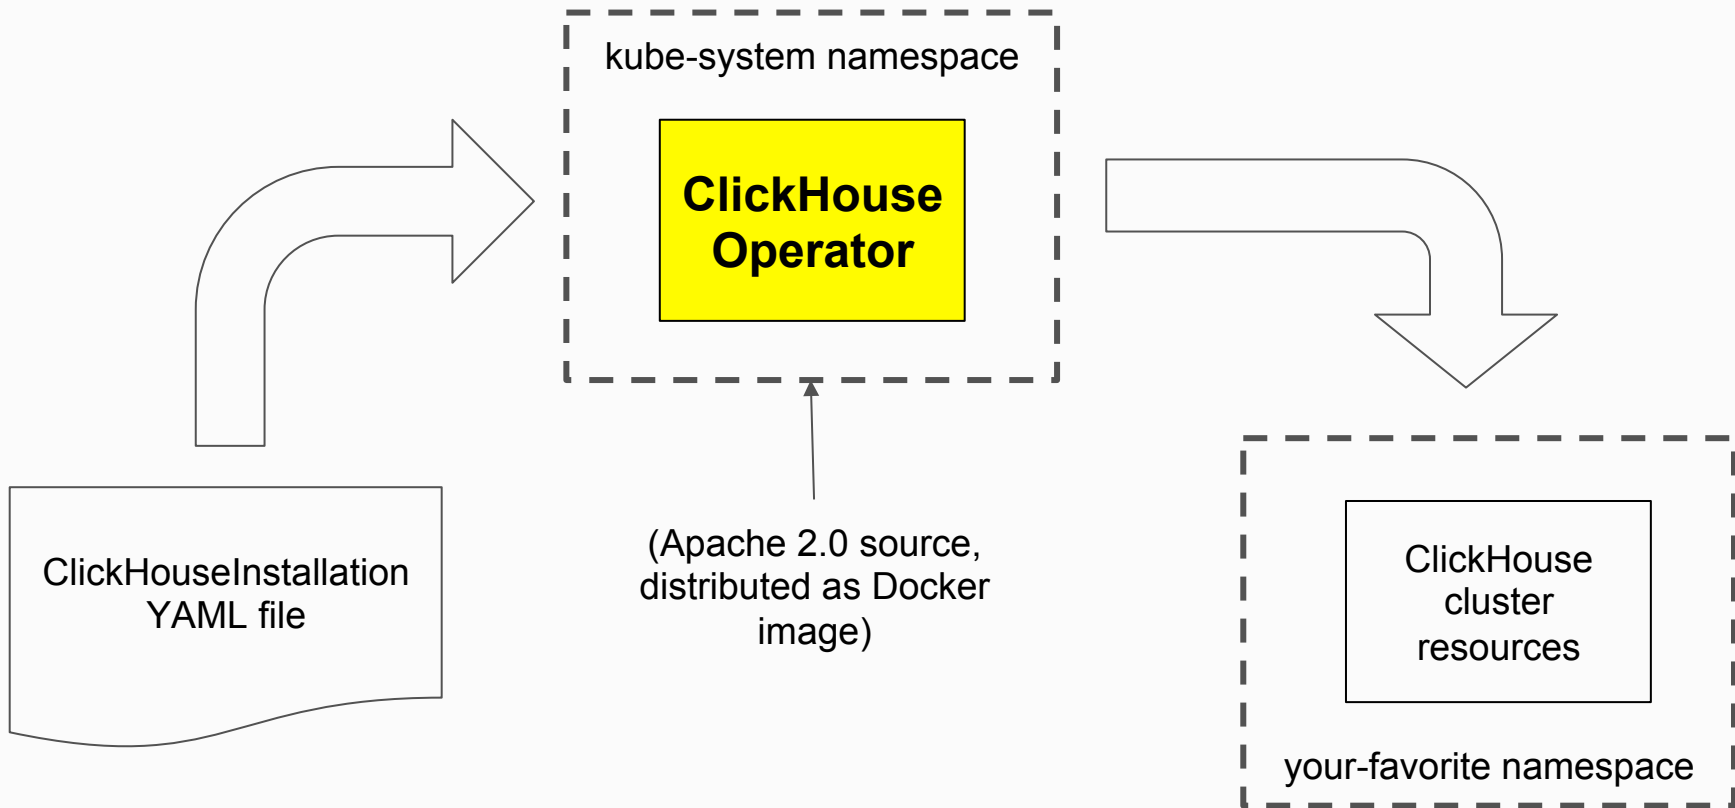 kube-system namespace
ClickHouse
Operator
ClickHouseInstallation
YAML file
(Apache 2.0 source,
distributed as Docker
image)
ClickHouse
cluster
resources
your-favorite namespace